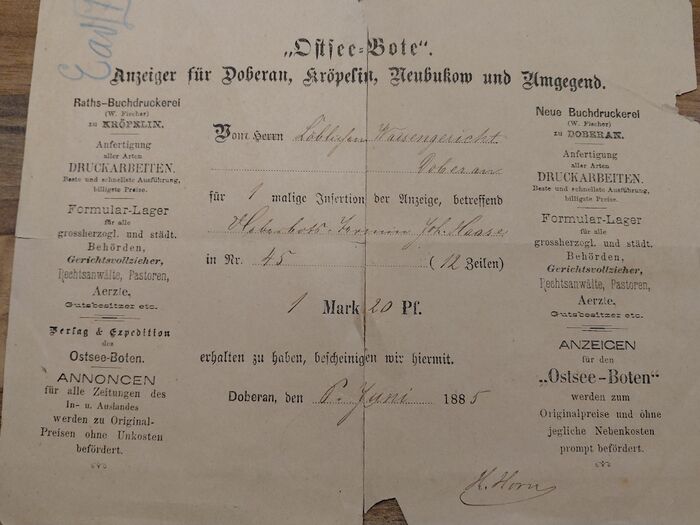 „Ostsee=Bote“.
Anzeiger für Doberan, Kröpelin, Neubukow und Umgegend.
Raths-Buchdruckerei
(W. Fischer)
zu KRÖPELIN.
Anfertigung
aller Arten
DRUCKARBEITEN.
Beste und schnellste Ausführung,
billigste Preise.
Formular-Lager
für alle
grossherzogl. und städt.
Behörden,
Gerichtsvollzieher,
Rechtsanwälte, Pastoren,
Aerzte,
Gutsbesitzer etc.
Verlag & Expedition
des
Ostsee-Boten.
ANNONCEN
für alle Zeitungen des
In- u. Auslandes
werden zu Original-
Preisen ohne Unkosten
befördert.
Vom Herrn Löblichen Waisengericht
Doberan
für 1 malige Insertion der Anzeige, betreffend
Joh. Haase
in Nr. 45 (12 Zeilen)
1 Mark 20 Pf.
erhalten zu haben, bescheinigen wir hiermit.
Doberan, den 6. Juni 1885
H. Horn
Neue Buchdruckerei
(W. Fischer)
zu DOBERAN.
Anfertigung
aller Arten
DRUCKARBEITEN.
Beste und schnellste Ausführung,
billigste Preise.
Formular-Lager
für alle
grossherzogl. und städt.
Behörden,
Gerichtsvollzieher,
Rechtsanwälte, Pastoren,
Aerzte,
Gutsbesitzer etc.
ANZEIGEN
für den
„Ostsee-Boten“
werden zum
Originalpreise und ohne
jegliche Nebenkosten
prompt befördert.